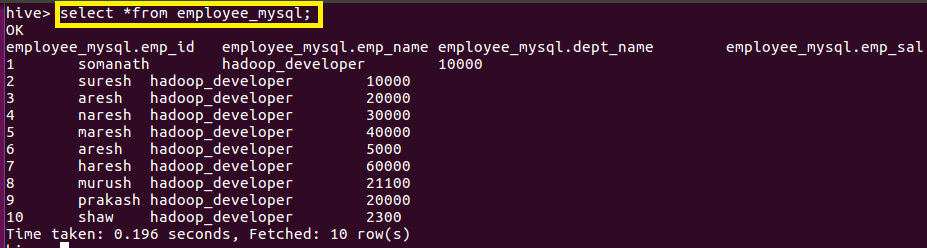 hive> select *from employee_mysql;
OK
employee_mysql.emp_id employee_mysql.emp_name employee_mysql.dept_name employee_mysql.emp_sal
1 somanath hadoop_developer 10000
2 suresh hadoop_developer 10000
3 aresh hadoop_developer 20000
4 naresh hadoop_developer 30000
5 maresh hadoop_developer 40000
6 aresh hadoop_developer 5000
7 haresh hadoop_developer 60000
8 murush hadoop_developer 21100
9 prakash hadoop_developer 20000
10 shaw hadoop_developer 2300
Time taken: 0.196 seconds, Fetched: 10 row(s)